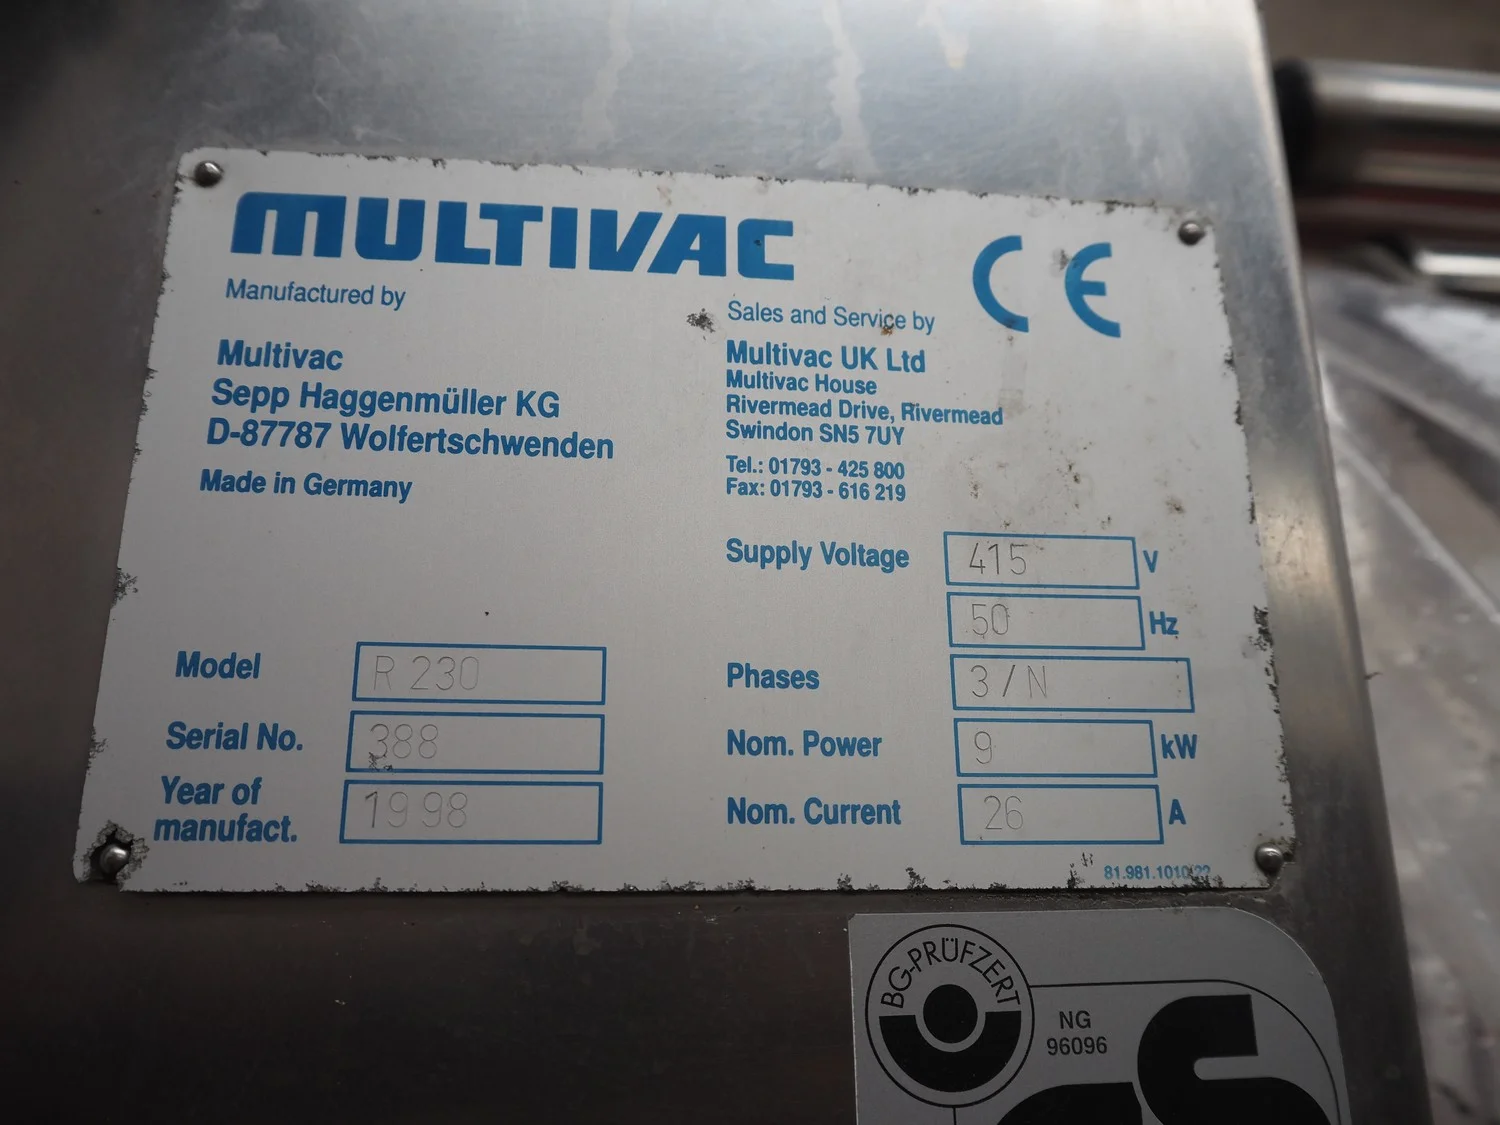 MULTIVAC
CE
Manufactured by
Multivac
Sepp Haggenmüller KG
D-87787 Wolfertschwenden
Made in Germany
Sales and Service by
Multivac UK Ltd
Multivac House
Rivermead Drive, Rivermead
Swindon SN5 7UY
Tel.: 01793 - 425 800
Fax: 01793 - 616 219
Supply Voltage 415 V
50 Hz
Model R 230
Phases 3 / N
Serial No. 388
Nom. Power 9 kW
Year of
manufact. 1998
Nom. Current 26 A
BG-PRÜFZERT
NG
96096